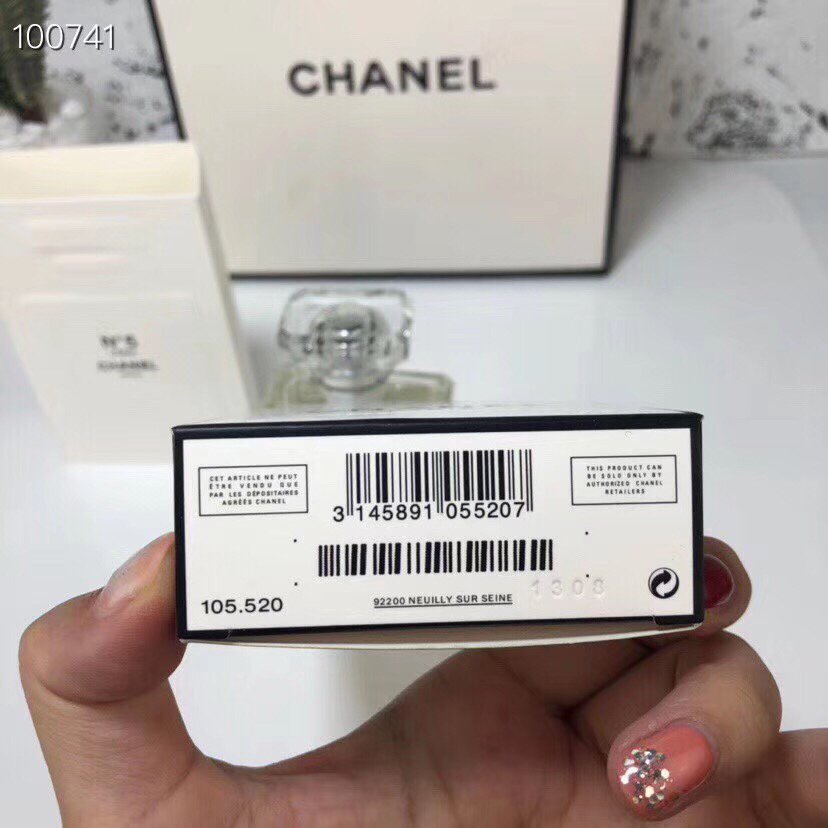 100741
CHANEL
N°5
CHANEL
CET ARTICLE NE PEUT
ÊTRE VENDU QUE
PAR LES DÉPOSITAIRES
AGRÉÉS CHANEL
3 145891 055207
THIS PRODUCT CAN
BE SOLD ONLY BY
AUTHORIZED CHANEL
RETAILERS
105.520
92200 NEUILLY SUR SEINE
1308